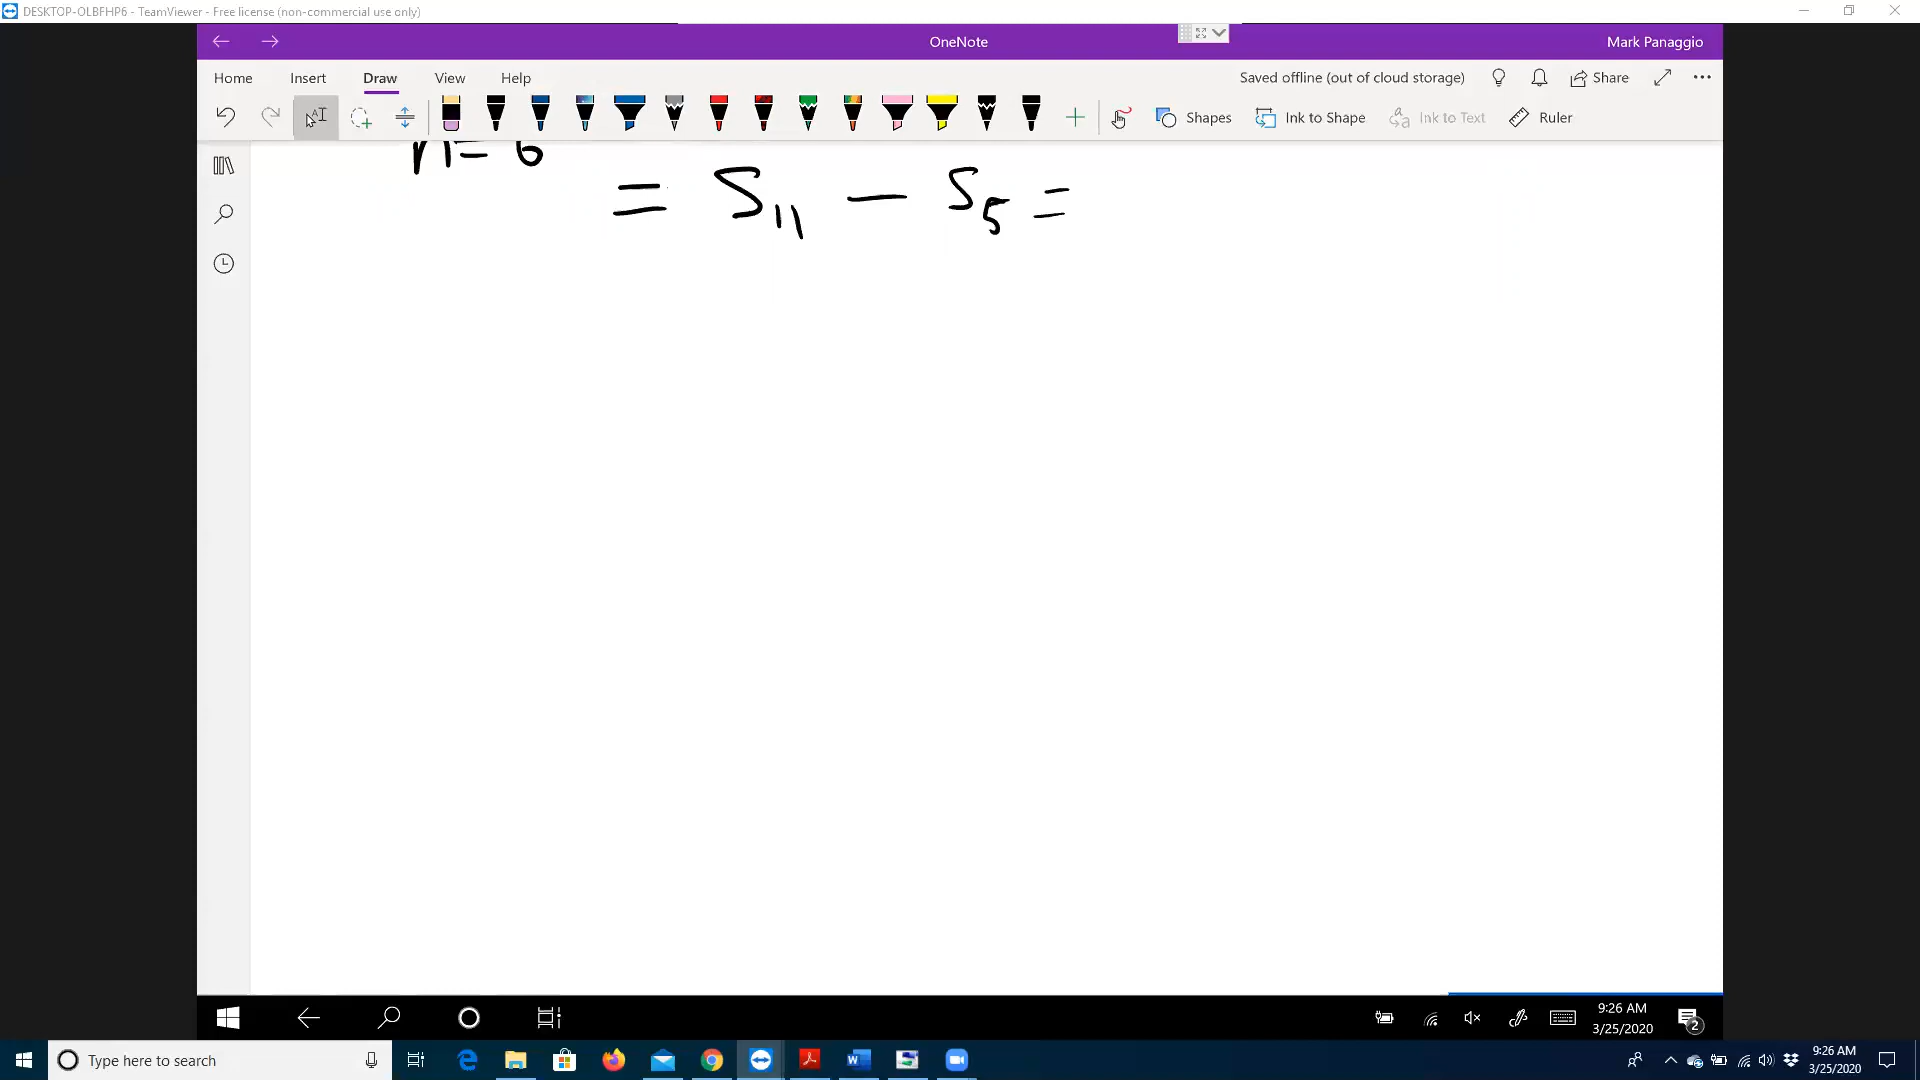 DESKTOP-OLBFHP6 - TeamViewer - Free license (non-commercial use only)
OneNote
Mark Panaggio
Home Insert Draw View Help
Saved offline (out of cloud storage)
Share
Shapes
Ink to Shape
Ink to Text
Ruler
n= 6
= S₁₁ − S₅ =
9:26 AM
3/25/2020
2
Type here to search
9:26 AM
3/25/2020